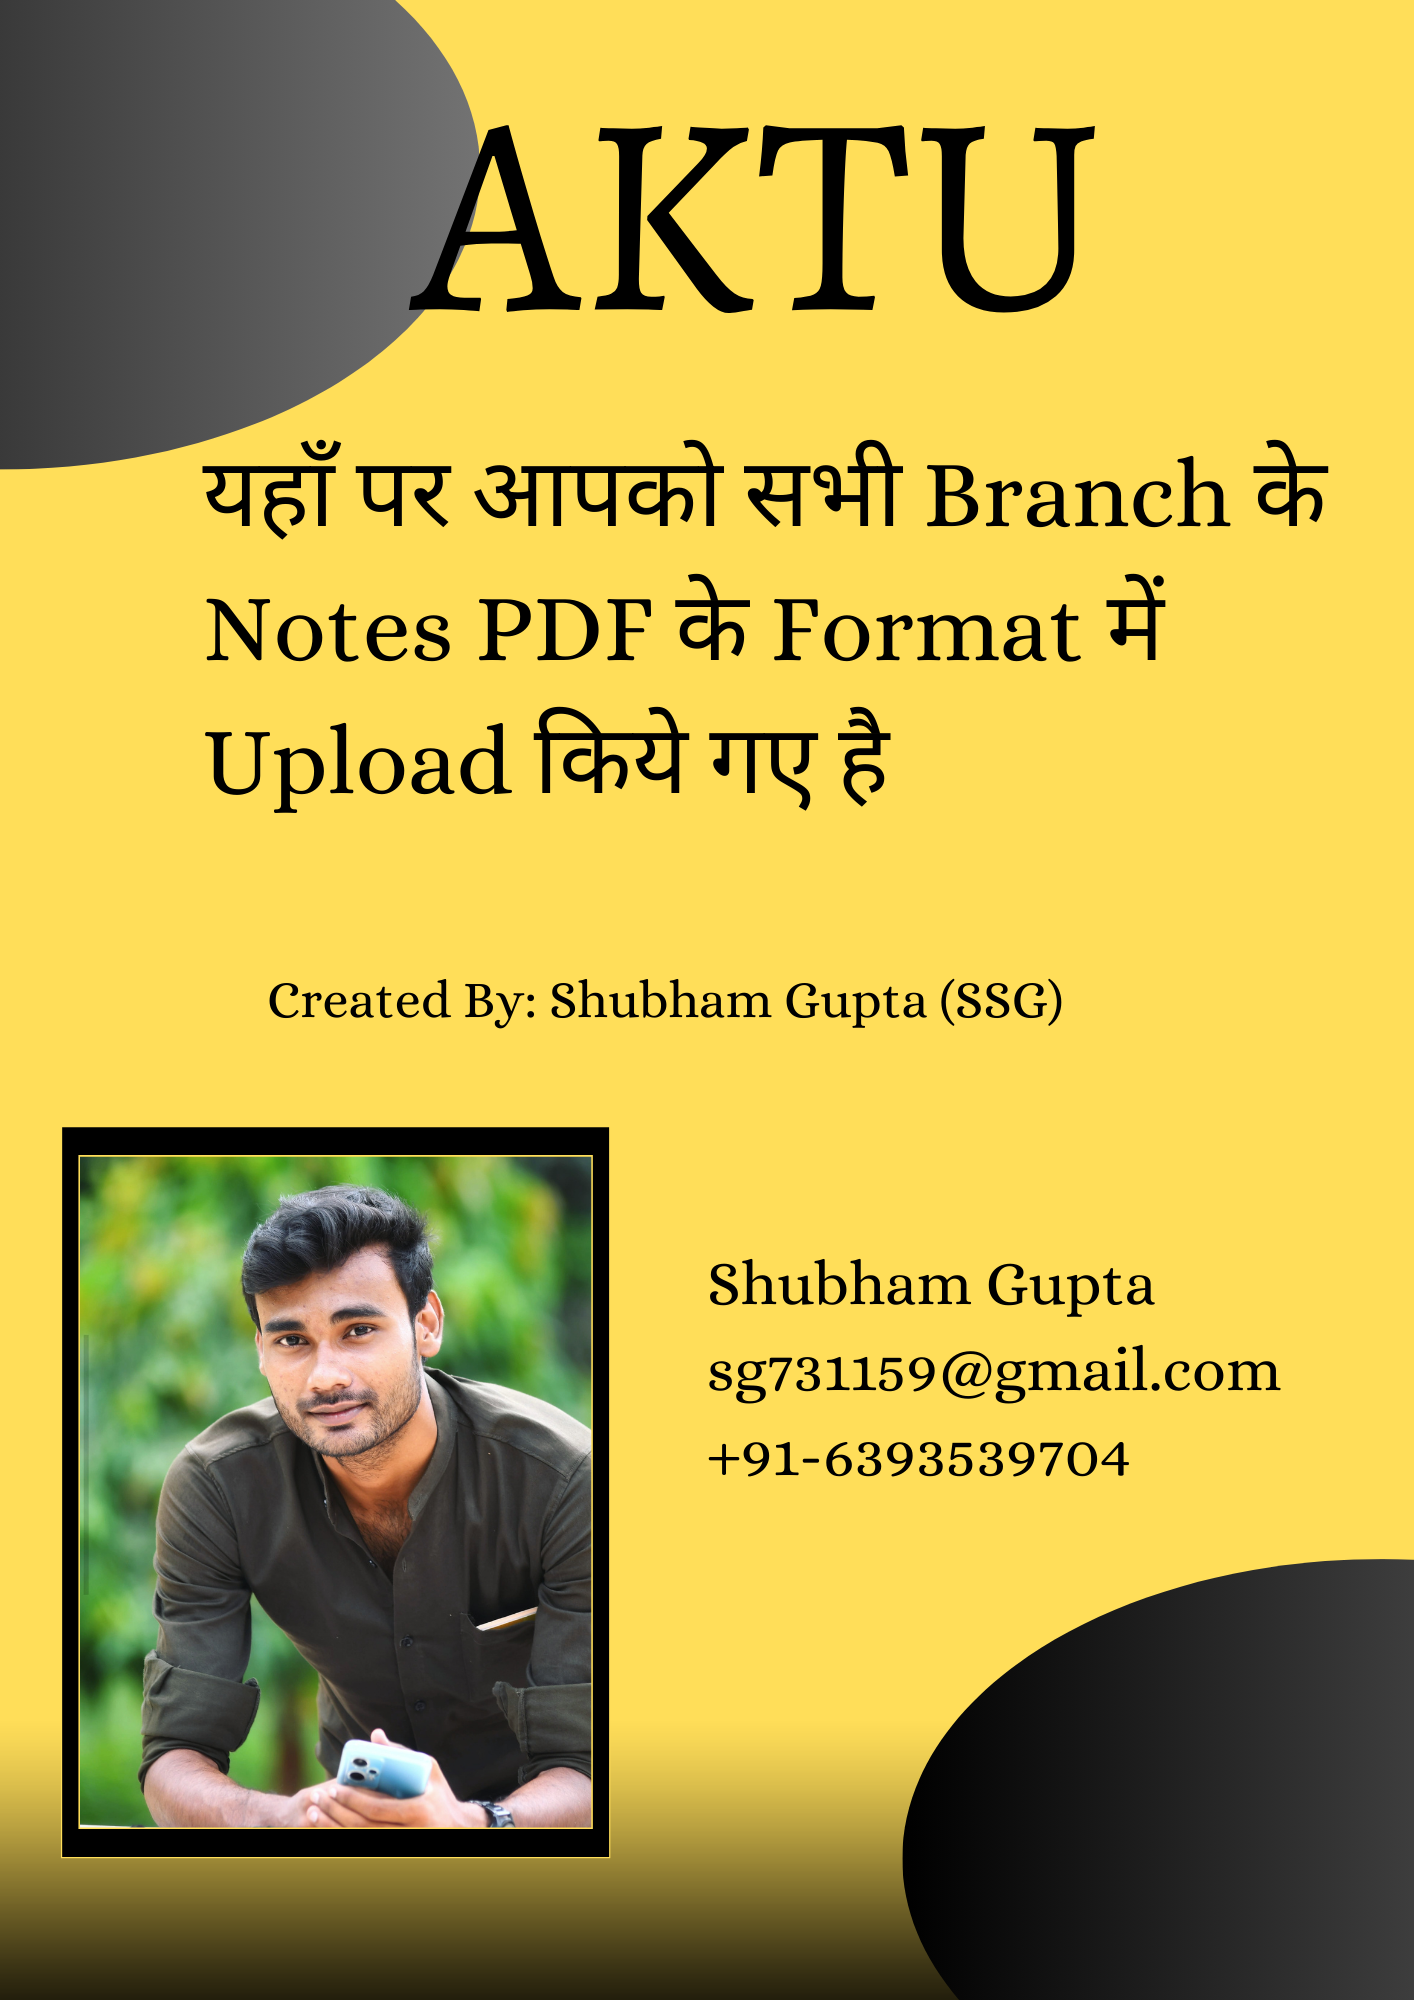 AKTU
यहाँ पर आपको सभी Branch के
Notes PDF के Format में
Upload किये गए है
Created By: Shubham Gupta (SSG)
Shubham Gupta
sg731159@gmail.com
+91-6393539704